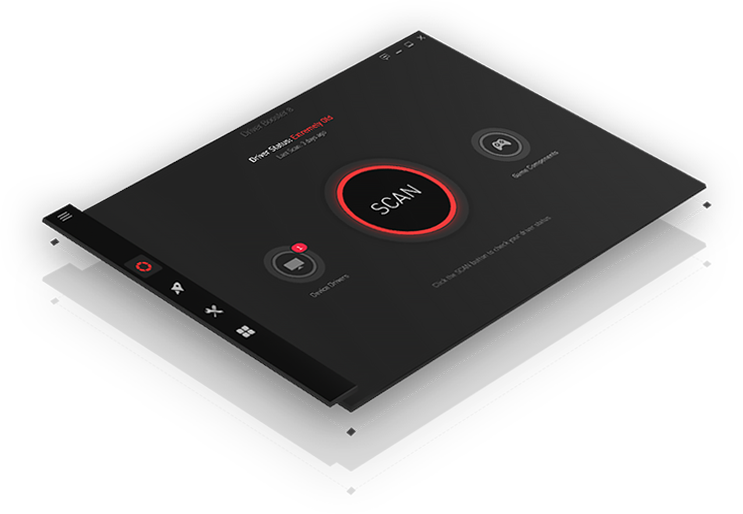 Driver Booster 8
Driver Status: Extremely Old
Last Scan: 3 days ago
SCAN
Game Components
Device Drivers
Click the SCAN button to check your driver status